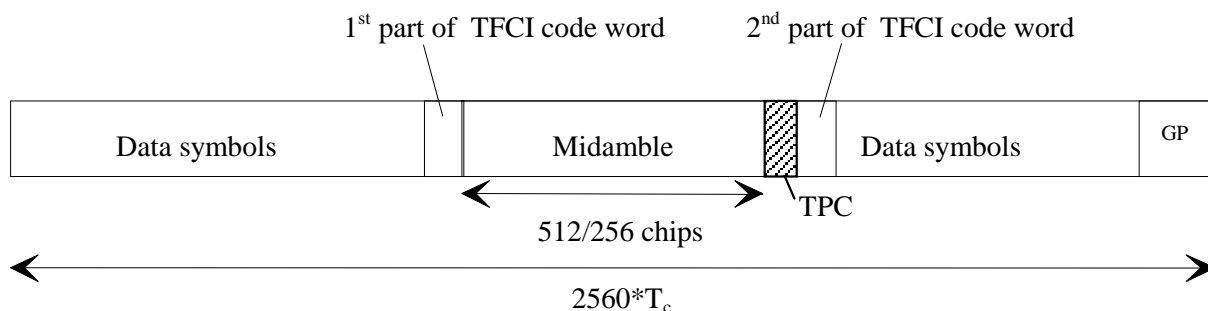 1st part of TFCI code word
2nd part of TFCI code word
Data symbols
Midamble
Data symbols
GP
TPC
512/256 chips
2560*Tc